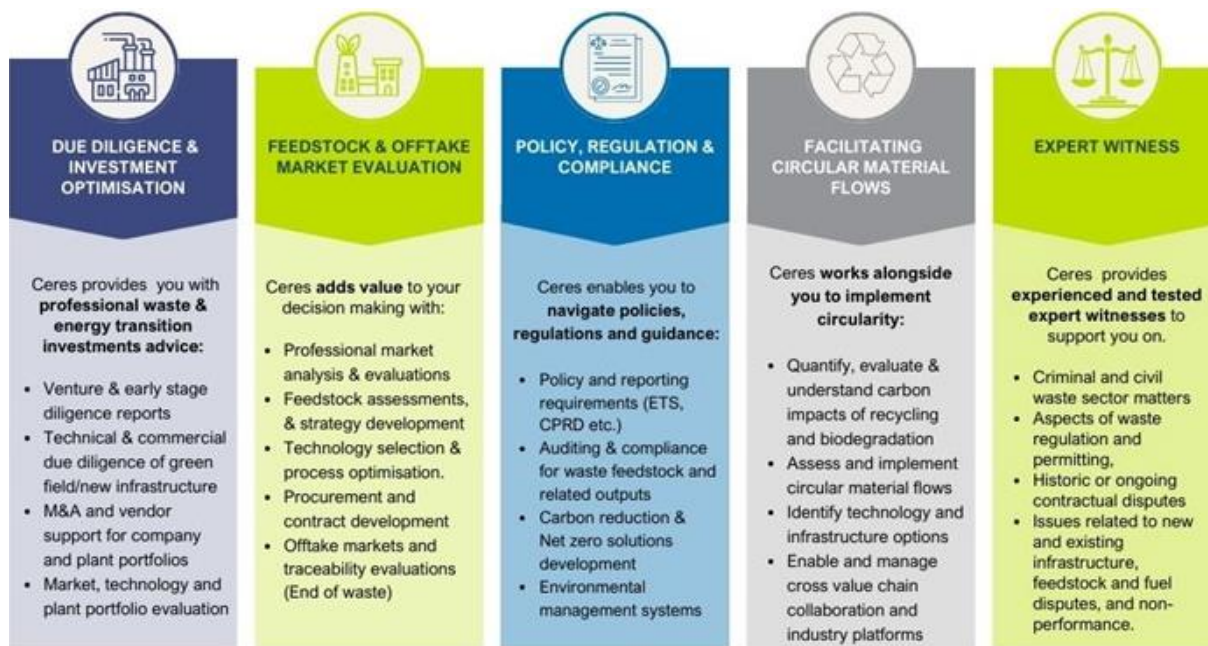 DUE DILIGENCE &
INVESTMENT
OPTIMISATION
Ceres provides you with
professional waste &
energy transition
investments advice:
• Venture & early stage
diligence reports
• Technical & commercial
due diligence of green
field/new infrastructure
• M&A and vendor
support for company
and plant portfolios
• Market, technology and
plant portfolio evaluation
FEEDSTOCK & OFFTAKE
MARKET EVALUATION
Ceres adds value to your
decision making with:
• Professional market
analysis & evaluations
• Feedstock assessments,
& strategy development
• Technology selection &
process optimisation.
• Procurement and
contract development
• Offtake markets and
traceability evaluations
(End of waste)
POLICY, REGULATION &
COMPLIANCE
Ceres enables you to
navigate policies,
regulations and guidance:
• Policy and reporting
requirements (ETS,
CPRD etc.)
• Auditing & compliance
for waste feedstock and
related outputs
• Carbon reduction &
Net zero solutions
development
• Environmental
management systems
FACILITATING
CIRCULAR MATERIAL
FLOWS
Ceres works alongside
you to implement
circularity:
• Quantify, evaluate &
understand carbon
impacts of recycling
and biodegradation
• Assess and implement
circular material flows
• Identify technology and
infrastructure options
• Enable and manage
cross value chain
collaboration and
industry platforms
EXPERT WITNESS
Ceres provides
experienced and tested
expert witnesses to
support you on.
• Criminal and civil
waste sector matters
• Aspects of waste
regulation and
permitting,
• Historic or ongoing
contractual disputes
• Issues related to new
and existing
infrastructure,
feedstock and fuel
disputes, and non-
performance.